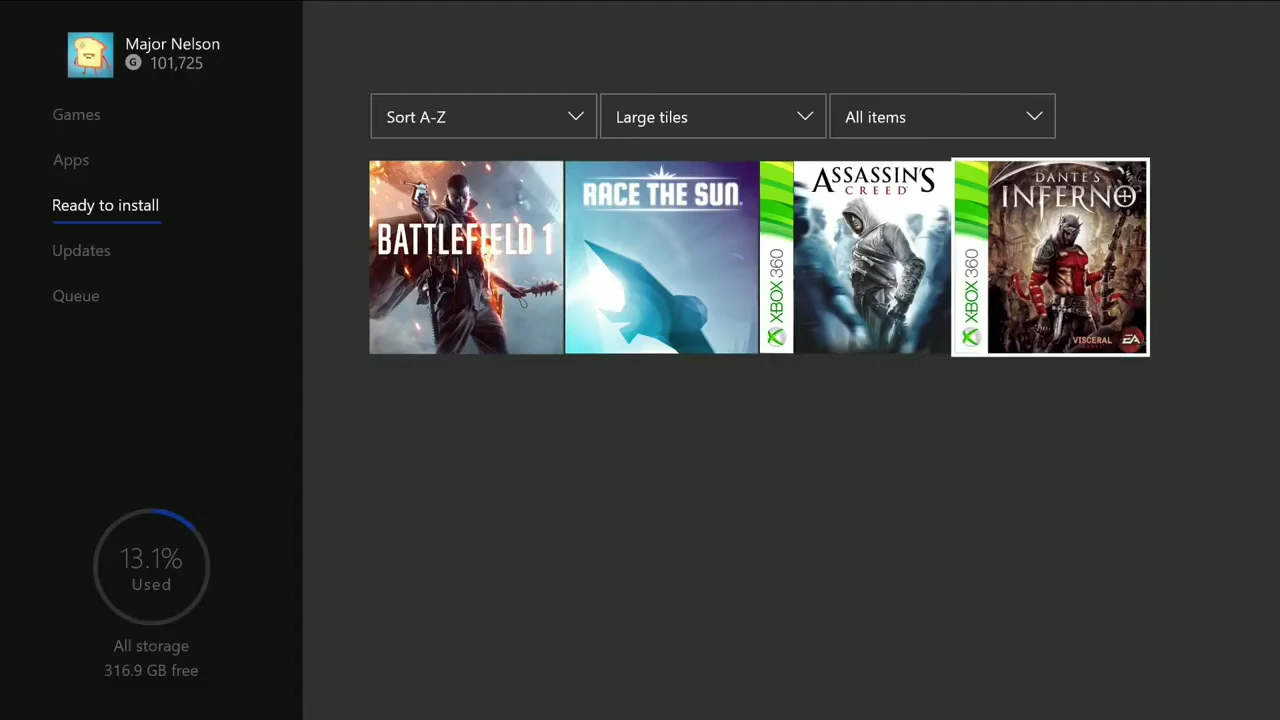 Major Nelson
G 101,725
Games
Apps
Ready to install
Updates
Queue
13.1%
Used
All storage
316.9 GB free
Sort A-Z
Large tiles
All items
BATTLEFIELD 1
RACE THE SUN.
XBOX 360
ASSASSIN'S
CREED
XBOX 360
DANTE'S
INFERNO
VISCERAL
EA